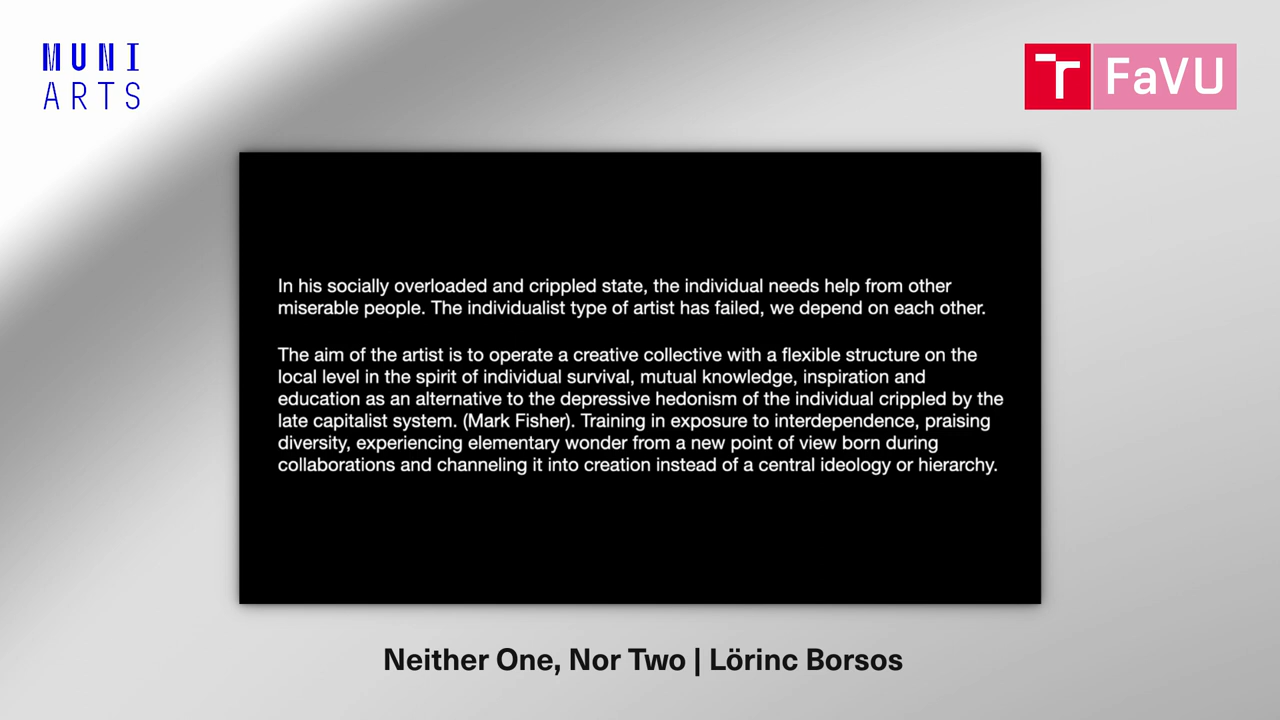 MUNI
ARTS
FaVU
In his socially overloaded and crippled state, the individual needs help from other
miserable people. The individualist type of artist has failed, we depend on each other.
The aim of the artist is to operate a creative collective with a flexible structure on the
local level in the spirit of individual survival, mutual knowledge, inspiration and
education as an alternative to the depressive hedonism of the individual crippled by the
late capitalist system. (Mark Fisher). Training in exposure to interdependence, praising
diversity, experiencing elementary wonder from a new point of view born during
collaborations and channeling it into creation instead of a central ideology or hierarchy.
Neither One, Nor Two | Lörinc Borsos